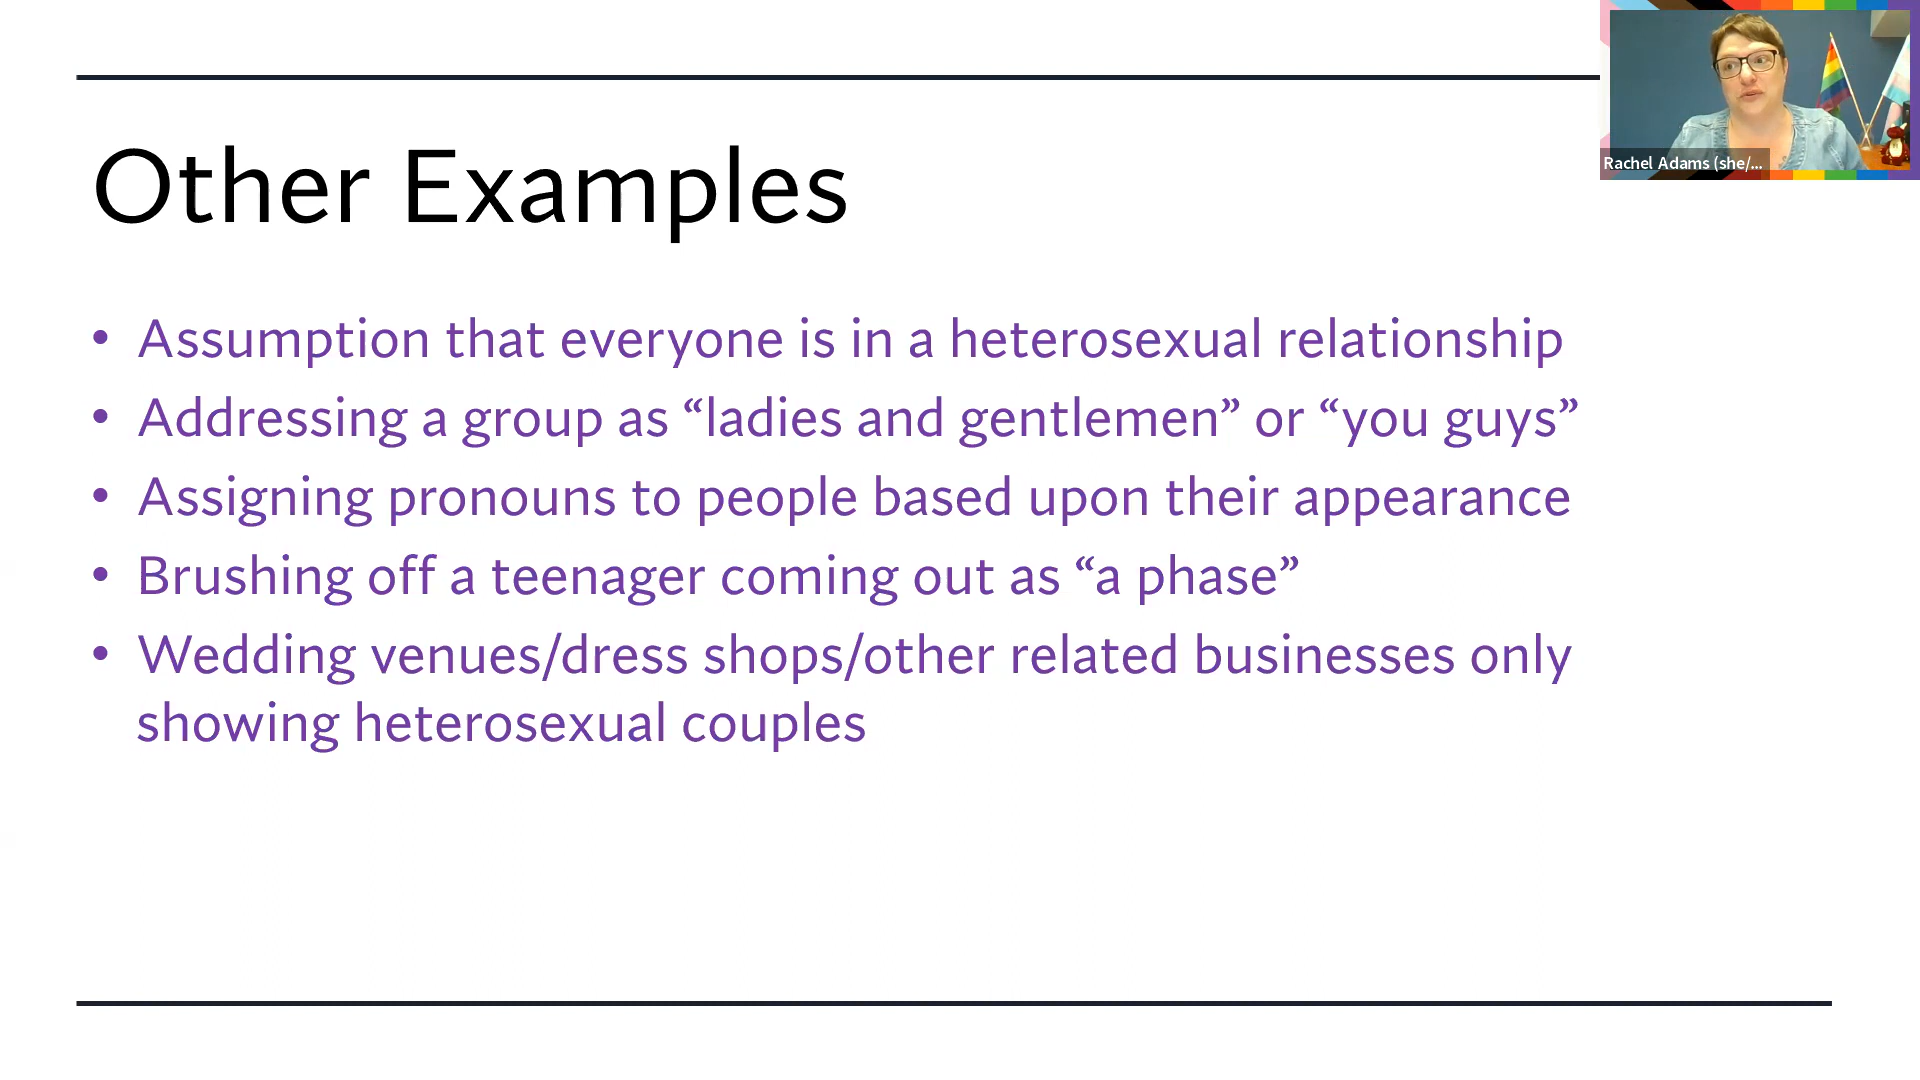 Other Examples
• Assumption that everyone is in a heterosexual relationship
• Addressing a group as “ladies and gentlemen” or “you guys”
• Assigning pronouns to people based upon their appearance
• Brushing off a teenager coming out as “a phase”
• Wedding venues/dress shops/other related businesses only
showing heterosexual couples
Rachel Adams (she/...